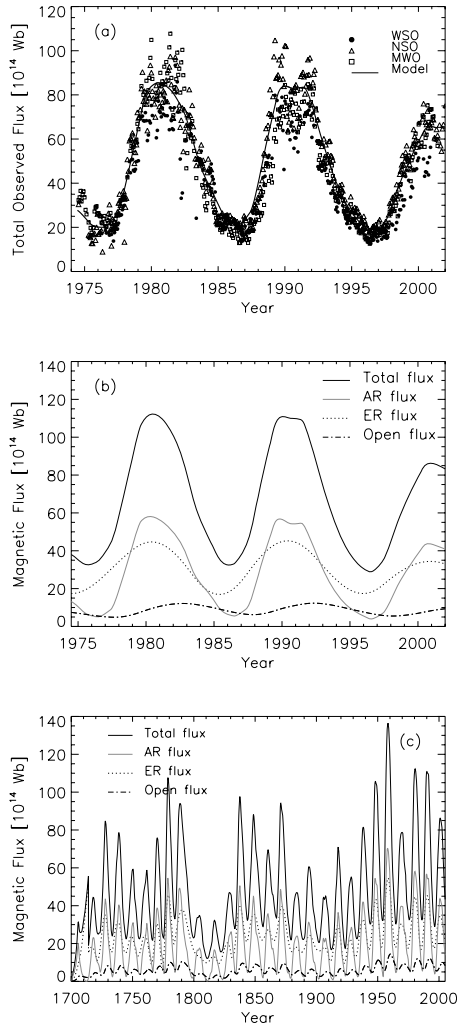 (a)
WSO
NSO
MWO
Model
Total Observed Flux [10¹⁴ Wb]
120
100
80
60
40
20
0
1975 1980 1985 1990 1995 2000
Year
(b)
Total flux
AR flux
ER flux
Open flux
Magnetic Flux [10¹⁴ Wb]
140
120
100
80
60
40
20
0
1975 1980 1985 1990 1995 2000
Year
(c)
Total flux
AR flux
ER flux
Open flux
Magnetic Flux [10¹⁴ Wb]
140
120
100
80
60
40
20
0
1700 1750 1800 1850 1900 1950 2000
Year